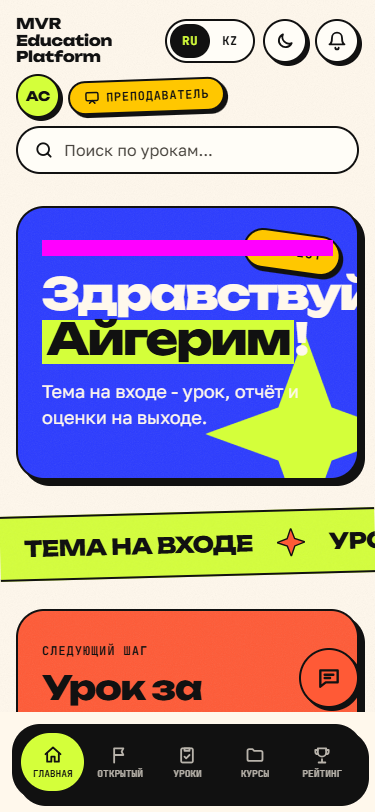 MVR
Education
Platform
RU KZ
АС ПРЕПОДАВАТЕЛЬ
Поиск по урокам...
Здравствуй
Айгерим!
Тема на входе - урок, отчёт и
оценки на выходе.
ТЕМА НА ВХОДЕ УРО
СЛЕДУЮЩИЙ ШАГ
Урок за
ГЛАВНАЯ ОТКРЫТЫЙ УРОКИ КУРСЫ РЕЙТИНГ